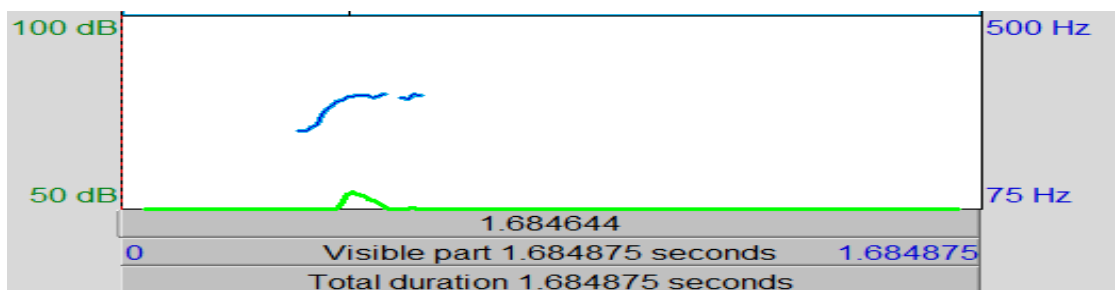 100 dB 500 Hz
50 dB 75 Hz
1.684644
0 Visible part 1.684875 seconds 1.684875
Total duration 1.684875 seconds